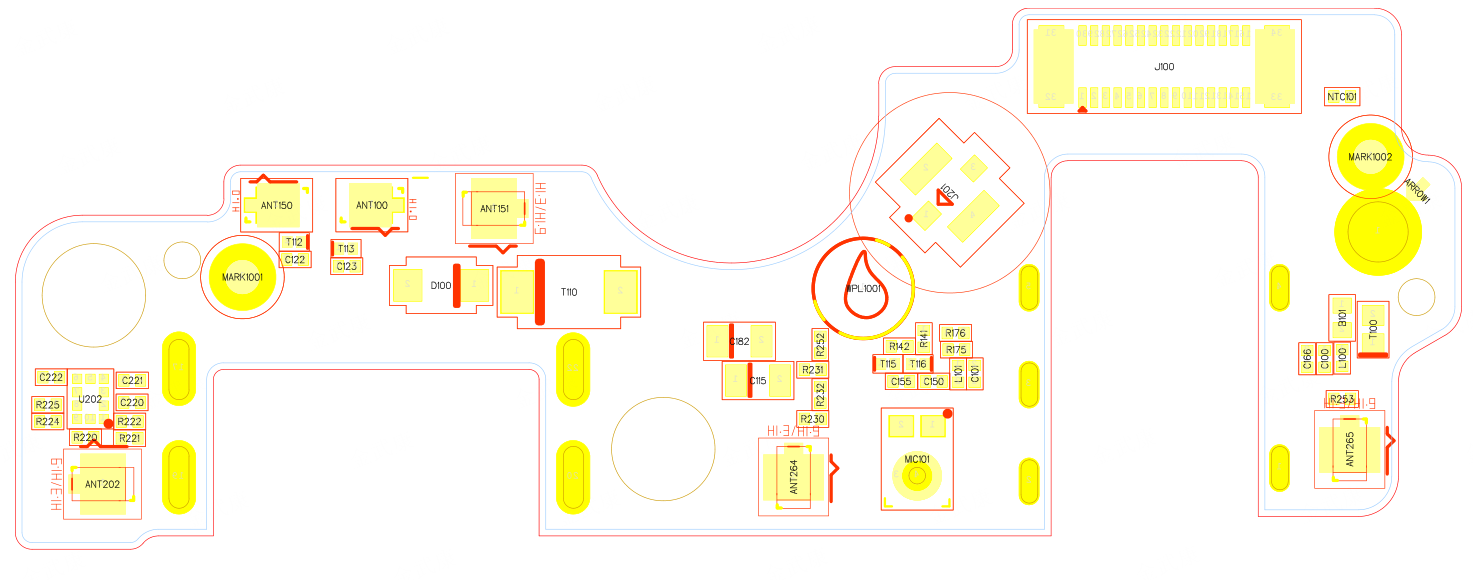 J100
NTC101
MARK1002
ARROW1
J201
ANT150
ANT100
ANT151
T112
C122
T113
C123
MARK1001
D100
T110
MPL1001
B101
T100
C182
R252
R142
R141
R176
R175
C166
C100
L100
T115
T116
R231
C115
C155
C150
L101
C101
R232
R230
C222
C221
U202
R225
C220
R224
R222
R220
R221
R253
ANT202
ANT264
MIC101
ANT265